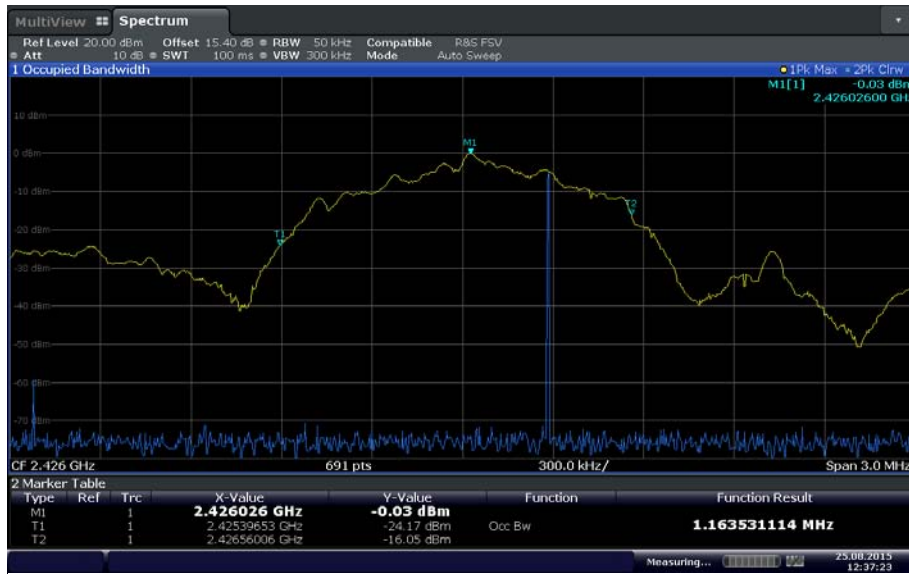 MultiView Spectrum
Ref Level 20.00 dBm Offset 15.40 dB RBW 50 kHz Compatible R&S FSV
Att 10 dB SWT 100 ms VBW 300 kHz Mode Auto Sweep
1 Occupied Bandwidth 1Pk Max 2Pk Clrw
M1[1] -0.03 dBm
2.42602600 GHz
10 dBm
M1
0 dBm
-10 dBm
T2
-20 dBm
T1
-30 dBm
-40 dBm
-50 dBm
-60 dBm
-70 dBm
CF 2.426 GHz 691 pts 300.0 kHz/ Span 3.0 MHz
2 Marker Table
Type Ref Trc X-Value Y-Value Function Function Result
M1 1 2.426026 GHz -0.03 dBm
T1 1 2.42539653 GHz -24.17 dBm Occ Bw 1.163531114 MHz
T2 1 2.42656006 GHz -16.05 dBm
Measuring... 25.08.2015
12:37:23